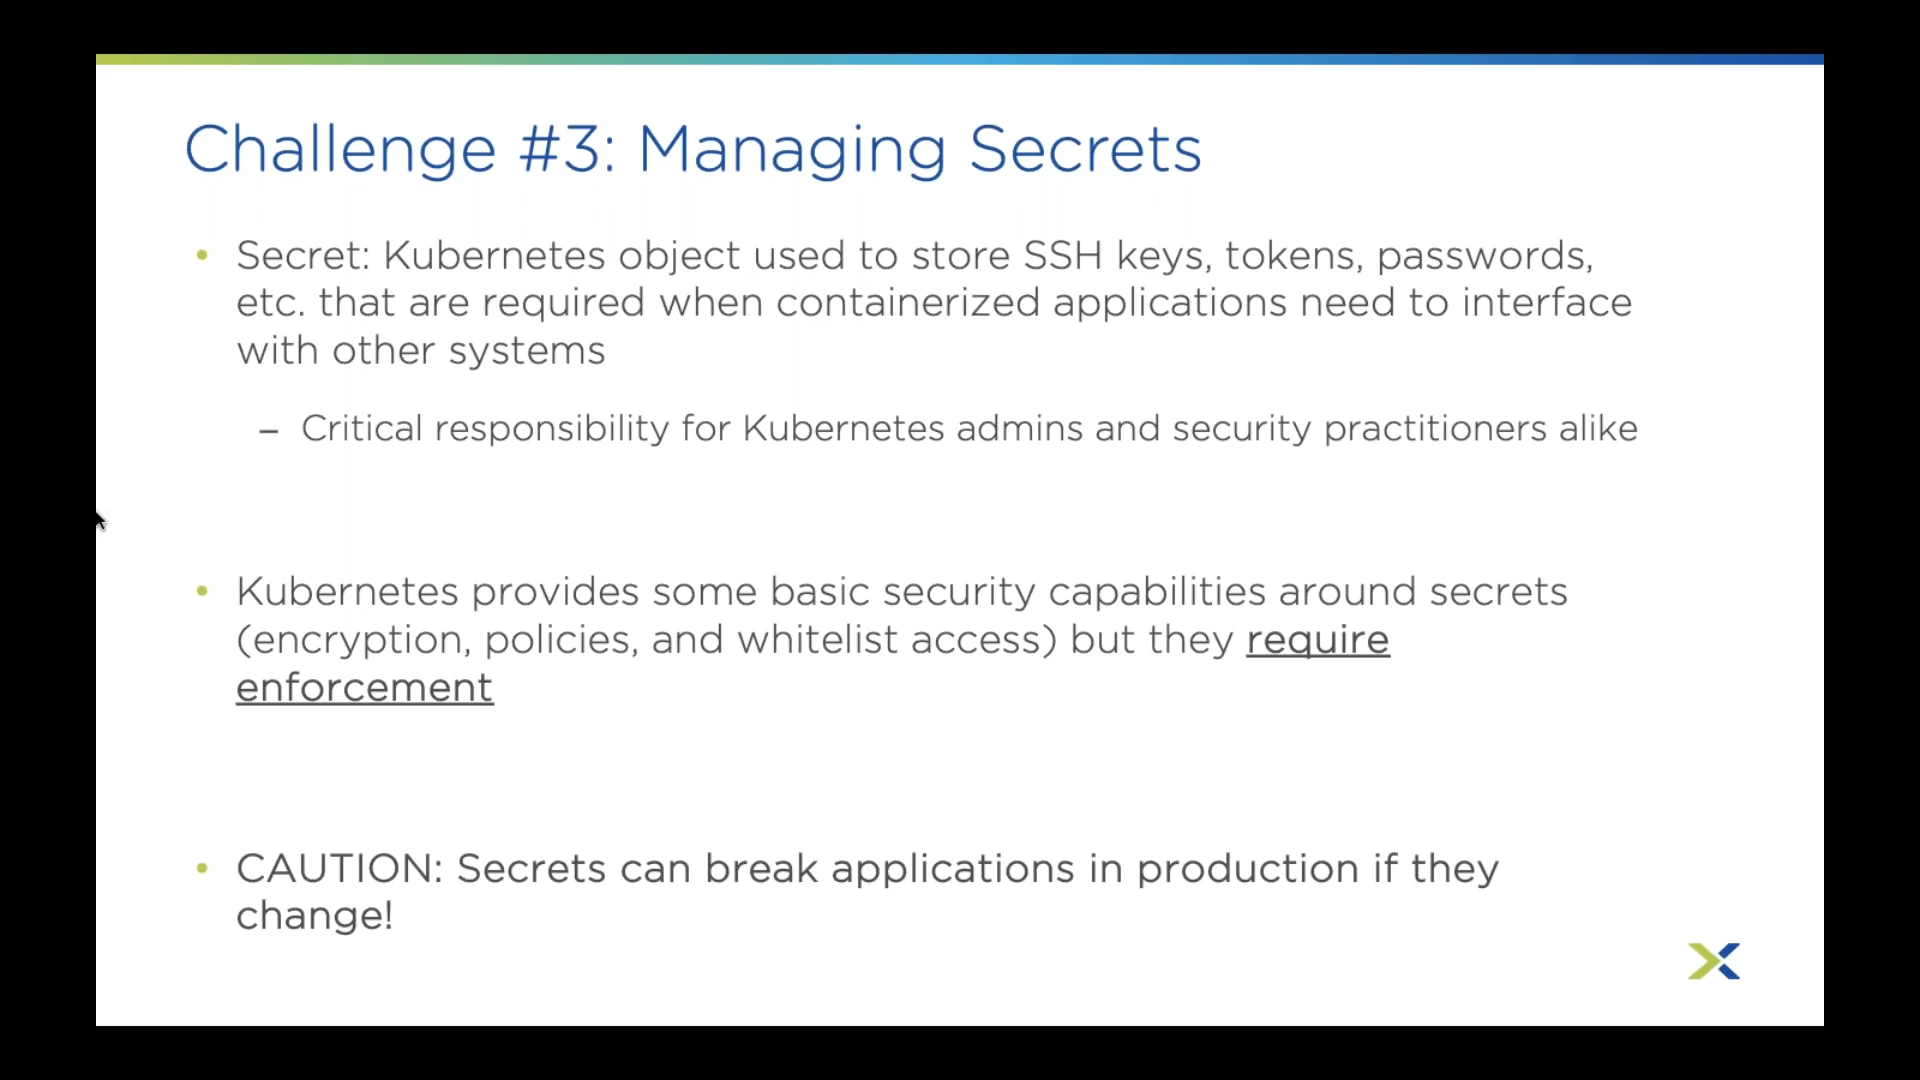 Challenge #3: Managing Secrets
• Secret: Kubernetes object used to store SSH keys, tokens, passwords,
etc. that are required when containerized applications need to interface
with other systems
– Critical responsibility for Kubernetes admins and security practitioners alike
• Kubernetes provides some basic security capabilities around secrets
(encryption, policies, and whitelist access) but they require
enforcement
• CAUTION: Secrets can break applications in production if they
change!